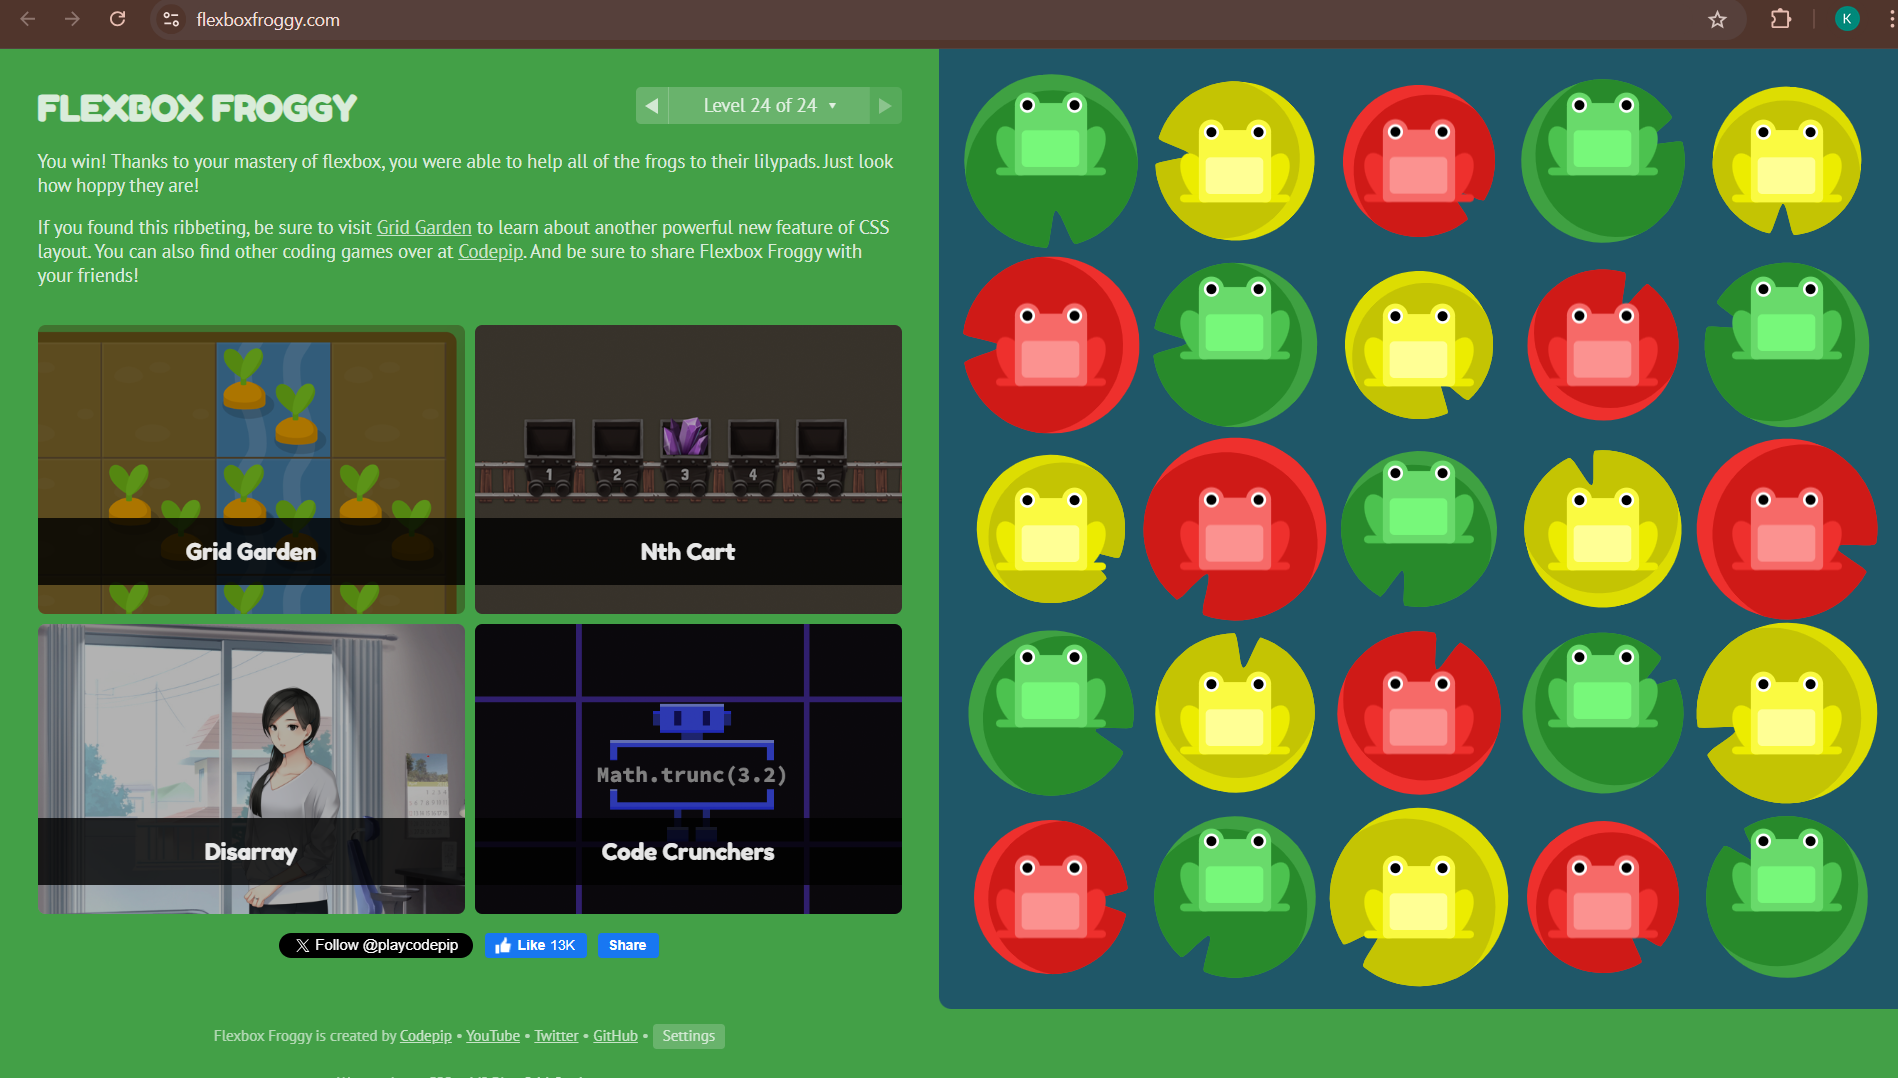 flexboxfroggy.com
K
FLEXBOX FROGGY
Level 24 of 24
You win! Thanks to your mastery of flexbox, you were able to help all of the frogs to their lilypads. Just look
how hoppy they are!
If you found this ribbeting, be sure to visit Grid Garden to learn about another powerful new feature of CSS
layout. You can also find other coding games over at Codepip. And be sure to share Flexbox Froggy with
your friends!
1 2 3 4 5
Grid Garden
Nth Cart
Math.trunc(3.2)
Disarray
Code Crunchers
Follow @playcodepip
Like 13K
Share
Flexbox Froggy is created by Codepip • YouTube • Twitter • GitHub • Settings